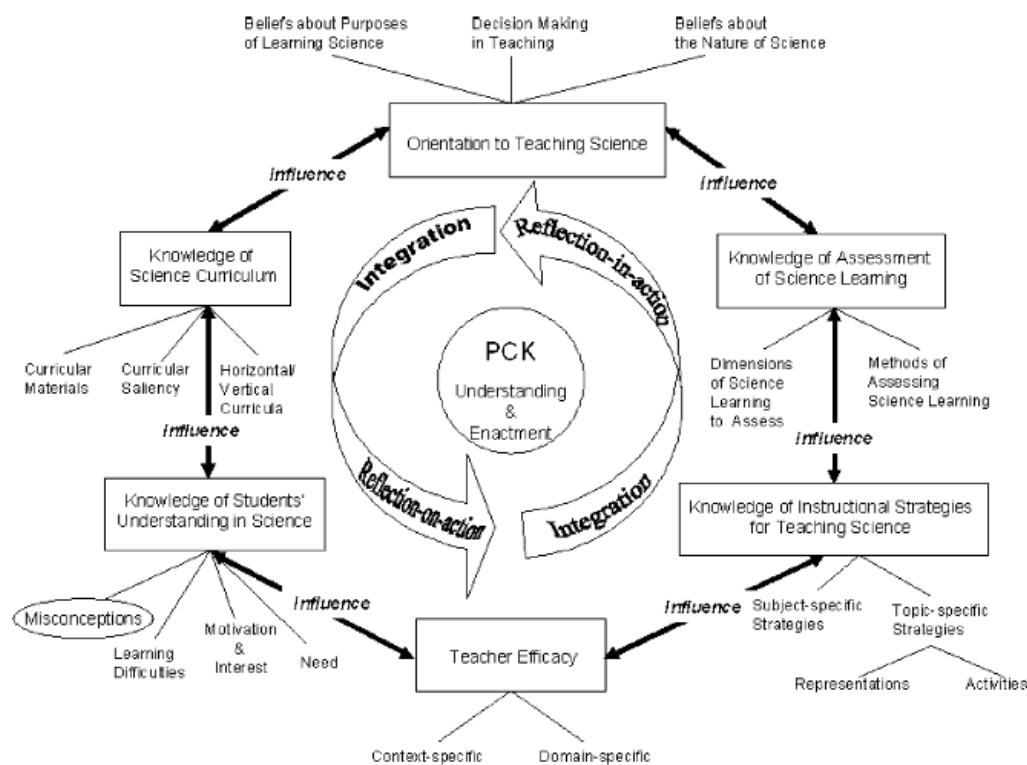 Beliefs about Purposes
of Learning Science
Decision Making
in Teaching
Beliefs about
the Nature of Science
Orientation to Teaching Science
influence
influence
Integration
Reflection-in-action
Knowledge of
Science Curriculum
Knowledge of Assessment
of Science Learning
PCK
Understanding
&
Enactment
Curricular
Materials
Curricular
Saliency
Horizontal/
Vertical
Curricula
Dimensions
of Science
Learning
to Assess
Methods of
Assessing
Science Learning
influence
influence
Reflection-on-action
Integration
Knowledge of Students'
Understanding in Science
Knowledge of Instructional Strategies
for Teaching Science
influence
influence
Misconceptions
Learning
Difficulties
Motivation
&
Interest
Need
Teacher Efficacy
Subject-specific
Strategies
Topic-specific
Strategies
Representations
Activities
Context-specific
Domain-specific